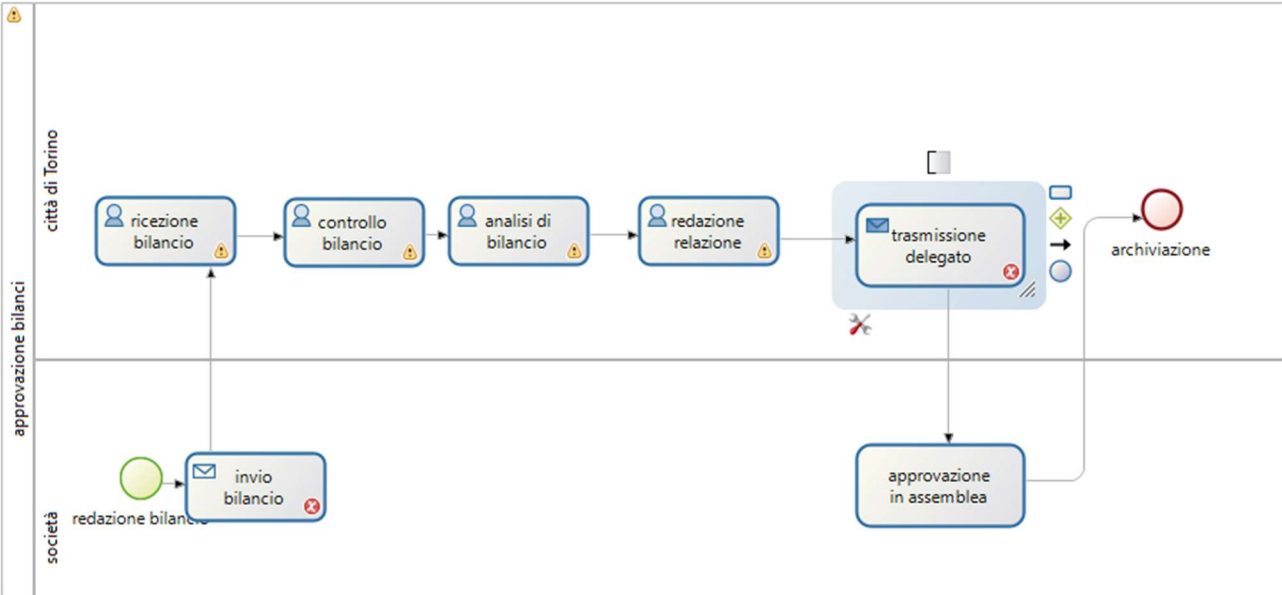 approvazione bilanci
città di Torino
ricezione
bilancio
controllo
bilancio
analisi di
bilancio
redazione
relazione
trasmissione
delegato
archiviazione
società
redazione bilancio
invio
bilancio
approvazione
in assemblea